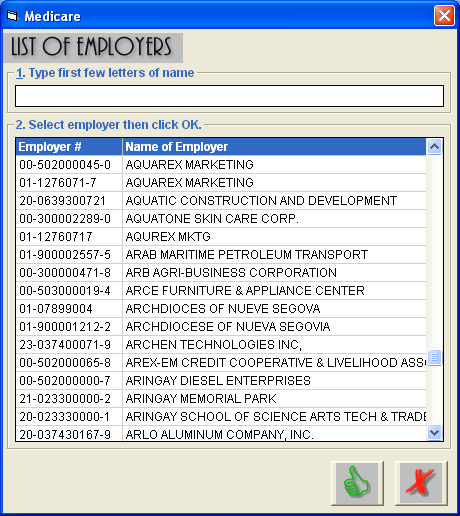 Medicare
LIST OF EMPLOYERS
1. Type first few letters of name
2. Select employer then click OK.
Employer # Name of Employer
00-502000045-0 AQUAREX MARKETING
01-1276071-7 AQUAREX MARKETING
20-0639300721 AQUATIC CONSTRUCTION AND DEVELOPMENT
00-300002289-0 AQUATONE SKIN CARE CORP.
01-12760717 AQUREX MKTG
01-900002557-5 ARAB MARITIME PETROLEUM TRANSPORT
00-300000471-8 ARB AGRI-BUSINESS CORPORATION
00-503000019-4 ARCE FURNITURE & APPLIANCE CENTER
01-07899004 ARCHDIOCES OF NUEVE SEGOVA
01-900001212-2 ARCHDIOCESE OF NUEVA SEGOVIA
23-037400071-9 ARCHEN TECHNOLOGIES INC,
00-502000065-8 AREX-EM CREDIT COOPERATIVE & LIVELIHOOD ASSO
00-502000000-7 ARINGAY DIESEL ENTERPRISES
21-023300000-2 ARINGAY MEMORIAL PARK
20-023330000-1 ARINGAY SCHOOL OF SCIENCE ARTS TECH & TRADE
20-037430167-9 ARLO ALUMINUM COMPANY, INC.